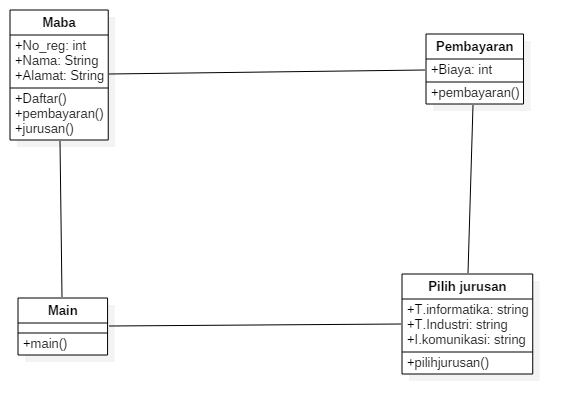 Maba
+No_reg: int
+Nama: String
+Alamat: String
+Daftar()
+pembayaran()
+jurusan()
Pembayaran
+Biaya: int
+pembayaran()
Main
+main()
Pilih jurusan
+T.informatika: string
+T.Industri: string
+I.komunikasi: string
+pilihjurusan()